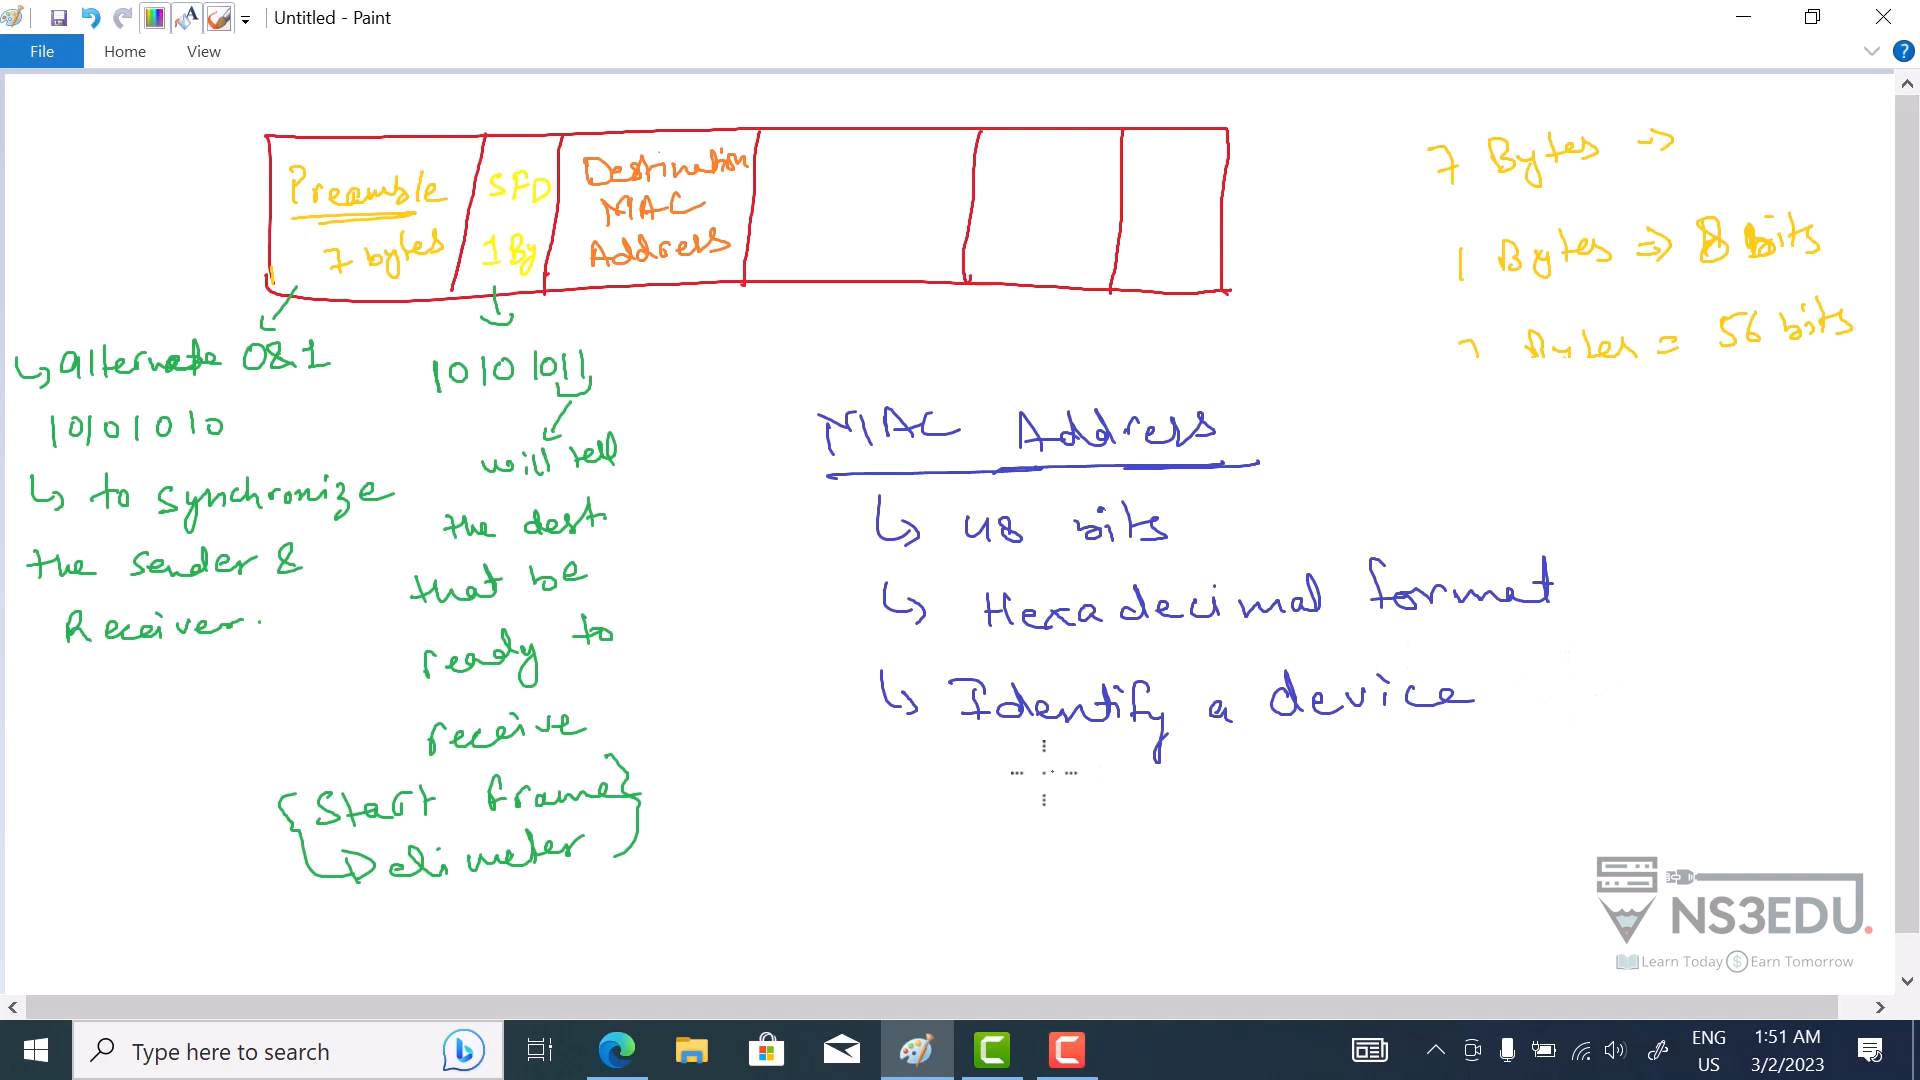 Untitled - Paint
File Home View
Preamble
7 bytes
SFD
1 By
Destination
MAC
Address
7 Bytes ⇒
1 Bytes ⇒ 8 bits
Bytes = 56 bits
↳ alternate 0&1
10101010
↳ to synchronize
the sender &
Receiver.
1010 1011
will tell
the dest.
that be
ready to
receive
{Start frame}
Delimeter
MAC Address
↳ 48 bits
↳ Hexadecimal format
↳ Identify a device
NS3EDU.
Learn Today $ Earn Tomorrow
Type here to search
ENG
US
1:51 AM
3/2/2023